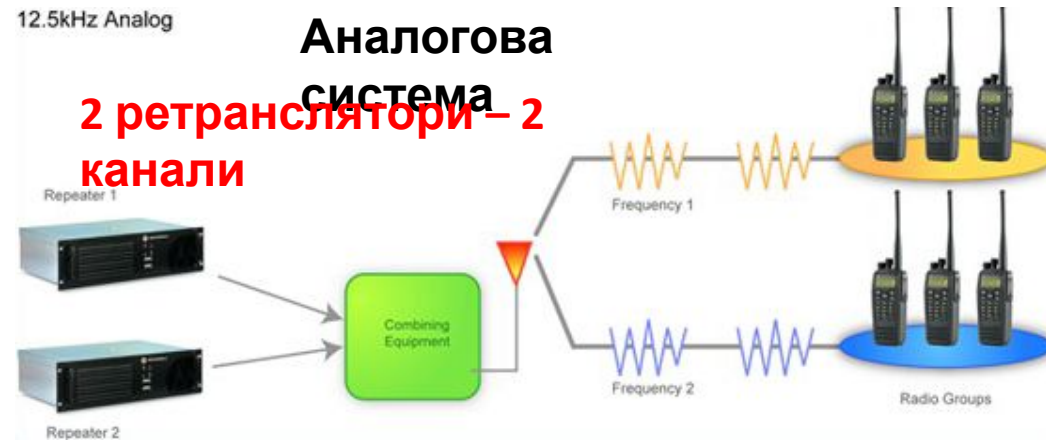 12.5kHz Analog
Аналогова
система
2 ретранслятори – 2
канали
Repeater 1
Frequency 1
Combining
Equipment
Frequency 2
Radio Groups
Repeater 2